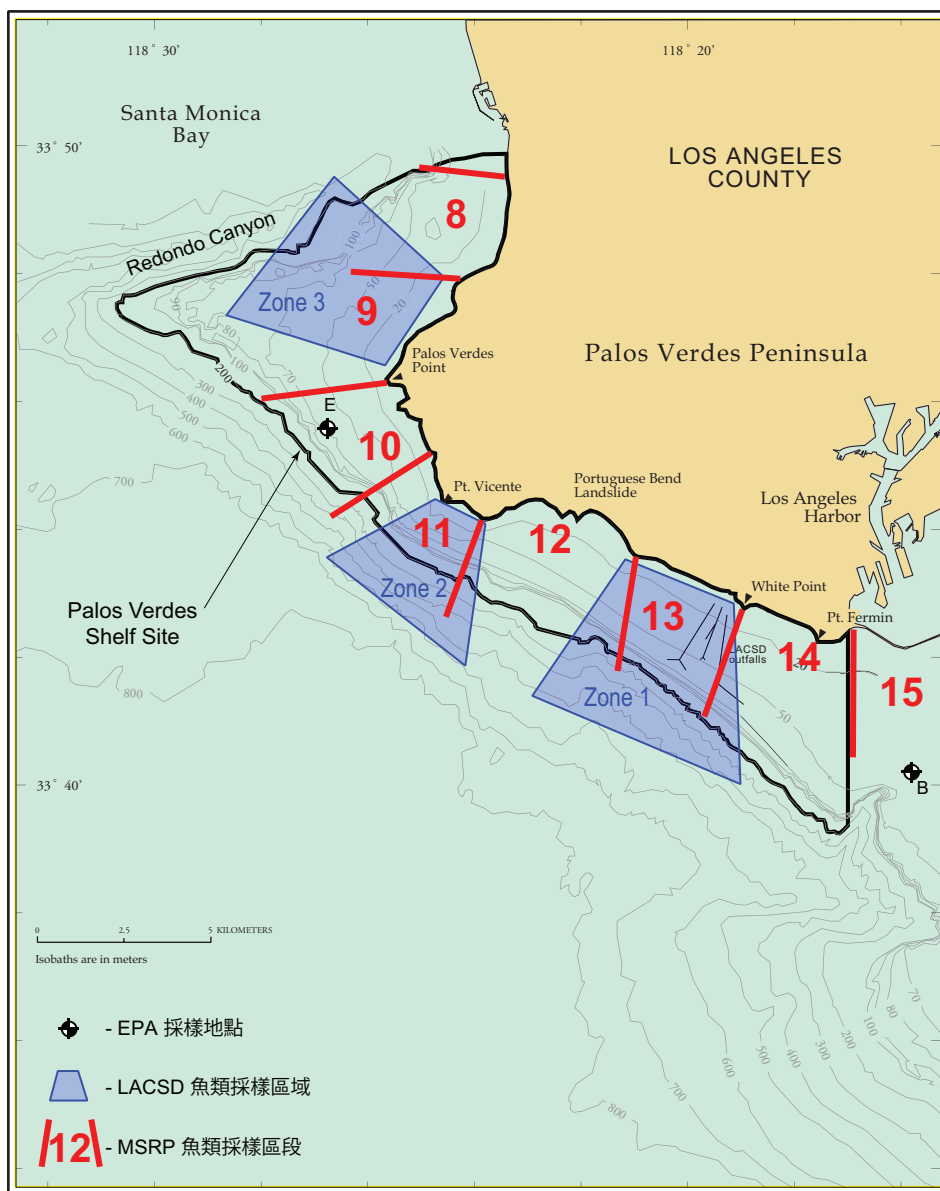 118° 30'
118° 20'
Santa Monica
Bay
33° 50'
LOS ANGELES
COUNTY
8
Redondo Canyon
100
50
20
Zone 3
9
90
80
70
100
200
300
400
500
600
700
Palos Verdes
Point
Palos Verdes Peninsula
E
10
Pt. Vicente
Portuguese Bend
Landslide
Los Angeles
Harbor
11
12
Zone 2
Palos Verdes
Shelf Site
White Point
13
Pt. Fermin
LACSD
outfalls
14
20
15
Zone 1
50
800
33° 40'
B
0 2.5 5 KILOMETERS
Isobaths are in meters
70
80
100
200
300
400
500
600
700
800
- EPA 採樣地點
- LACSD 魚類採樣區域
12 - MSRP 魚類採樣區段